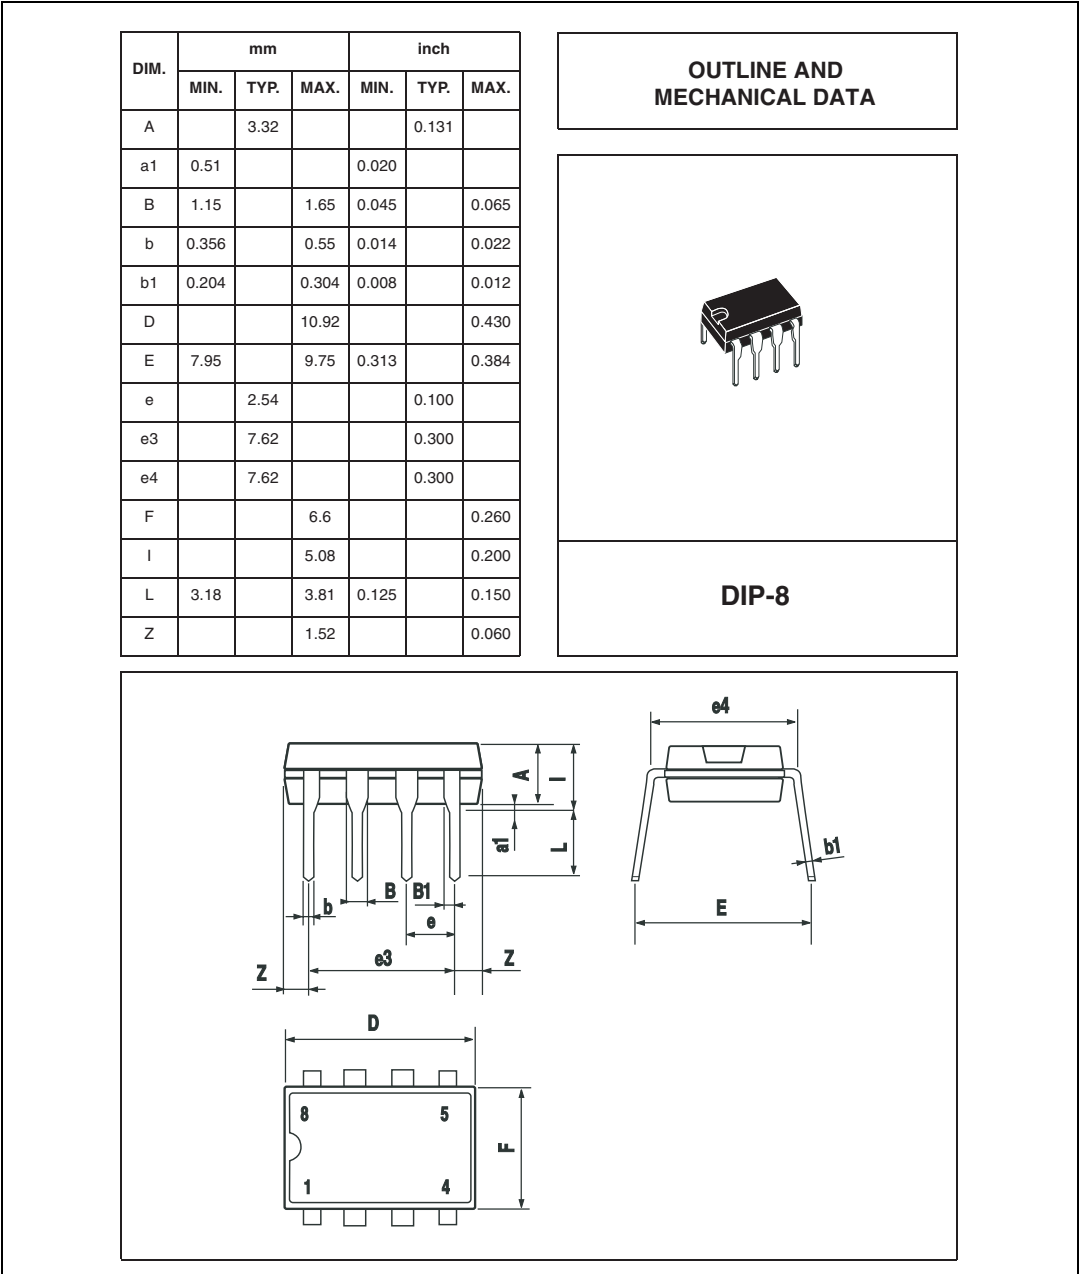 DIM. mm inch
MIN. TYP. MAX. MIN. TYP. MAX.
A 3.32 0.131
a1 0.51 0.020
B 1.15 1.65 0.045 0.065
b 0.356 0.55 0.014 0.022
b1 0.204 0.304 0.008 0.012
D 10.92 0.430
E 7.95 9.75 0.313 0.384
e 2.54 0.100
e3 7.62 0.300
e4 7.62 0.300
F 6.6 0.260
I 5.08 0.200
L 3.18 3.81 0.125 0.150
Z 1.52 0.060
OUTLINE AND
MECHANICAL DATA
DIP-8
A I
a1 L
b B B1
e
e3
Z Z
e4
b1
E
D
8 5
F
1 4